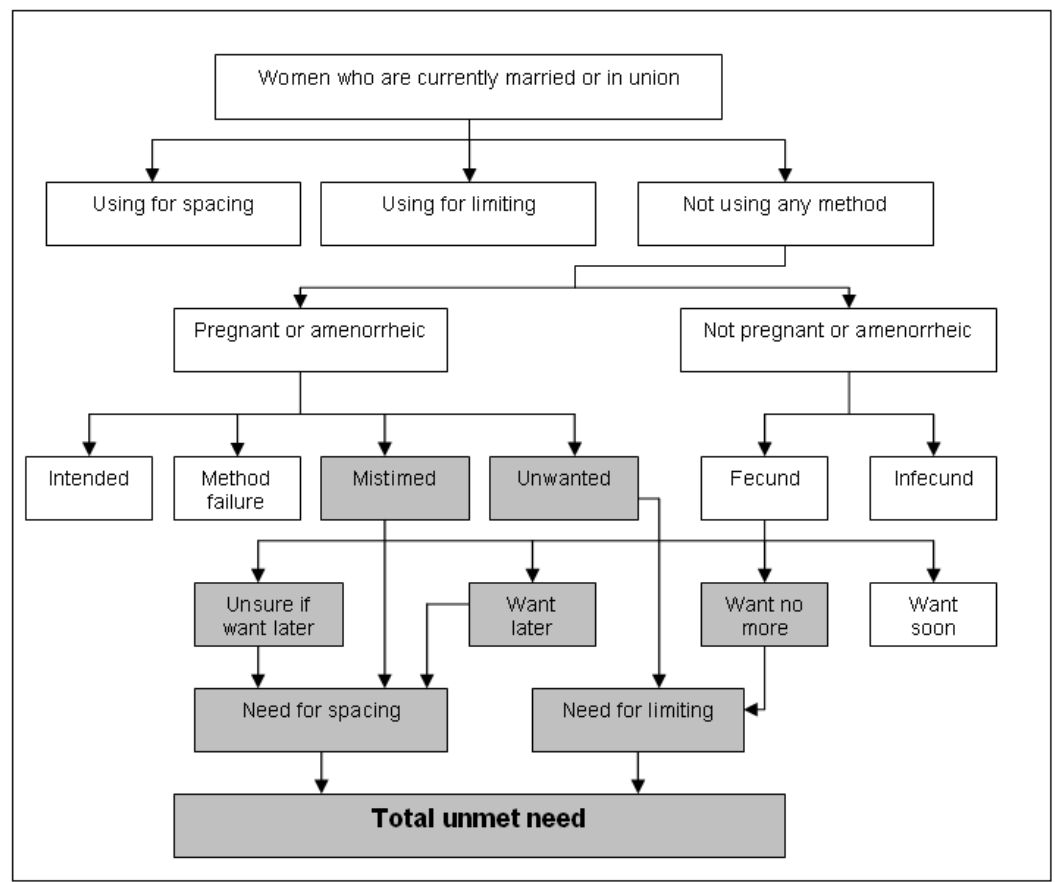 Women who are currently married or in union
Using for spacing
Using for limiting
Not using any method
Pregnant or amenorrheic
Not pregnant or amenorrheic
Intended
Method
failure
Mistimed
Unwanted
Fecund
Infecund
Unsure if
want later
Want
later
Want no
more
Want
soon
Need for spacing
Need for limiting
Total unmet need